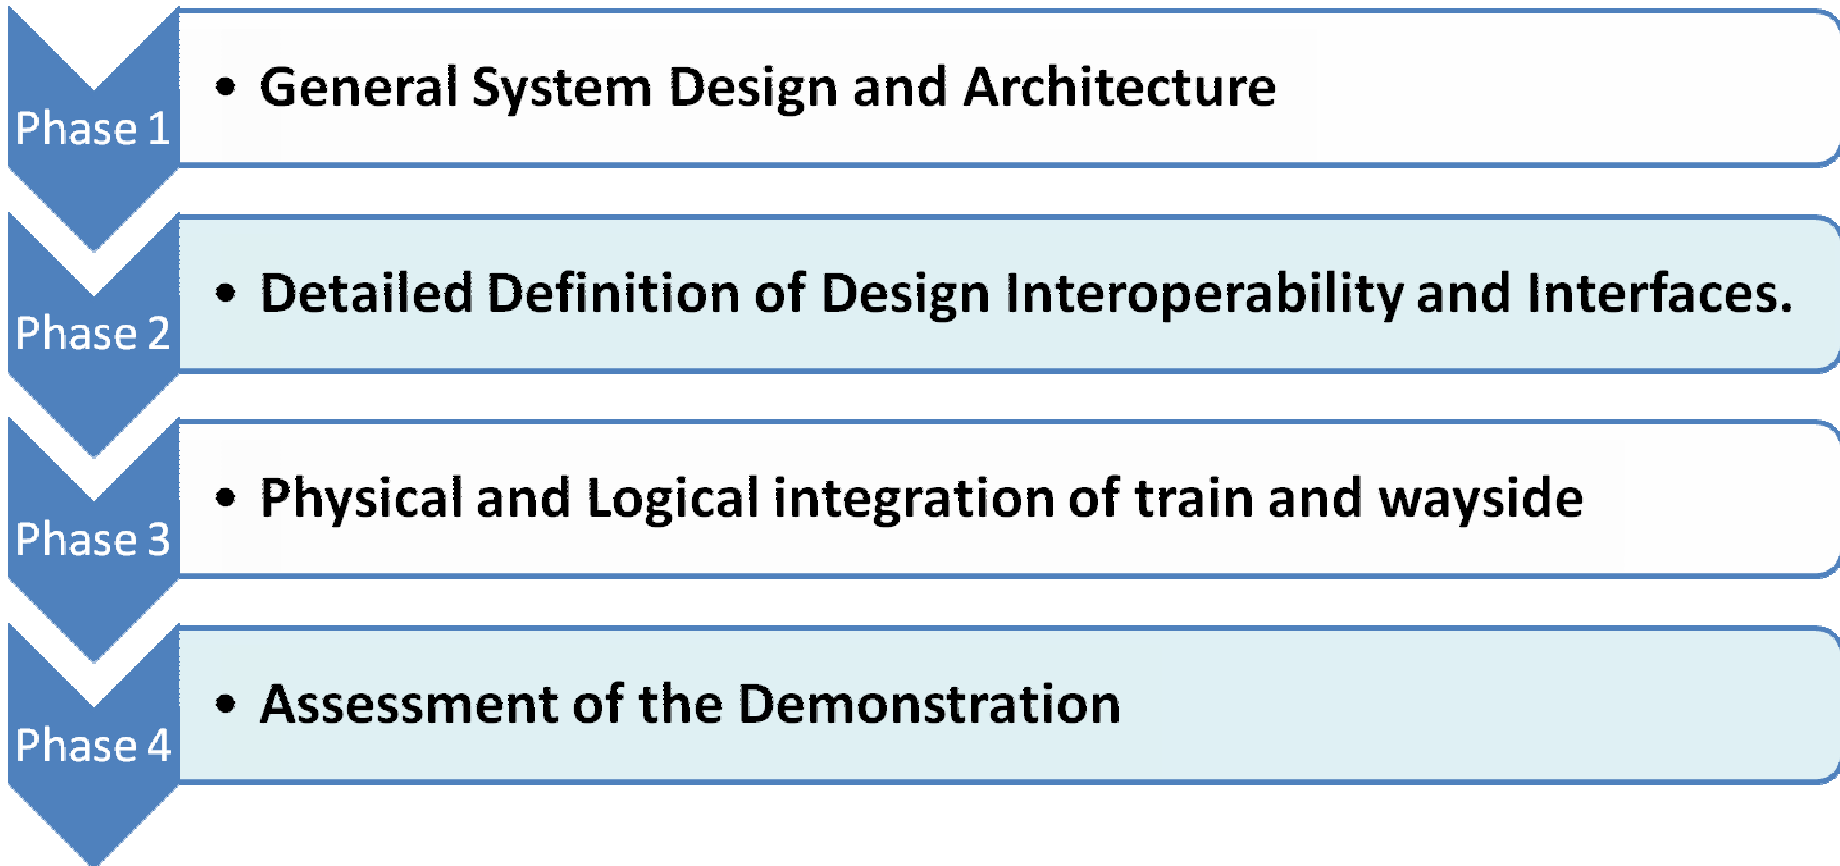 Phase 1
• General System Design and Architecture
Phase 2
• Detailed Definition of Design Interoperability and Interfaces.
Phase 3
• Physical and Logical integration of train and wayside
Phase 4
• Assessment of the Demonstration